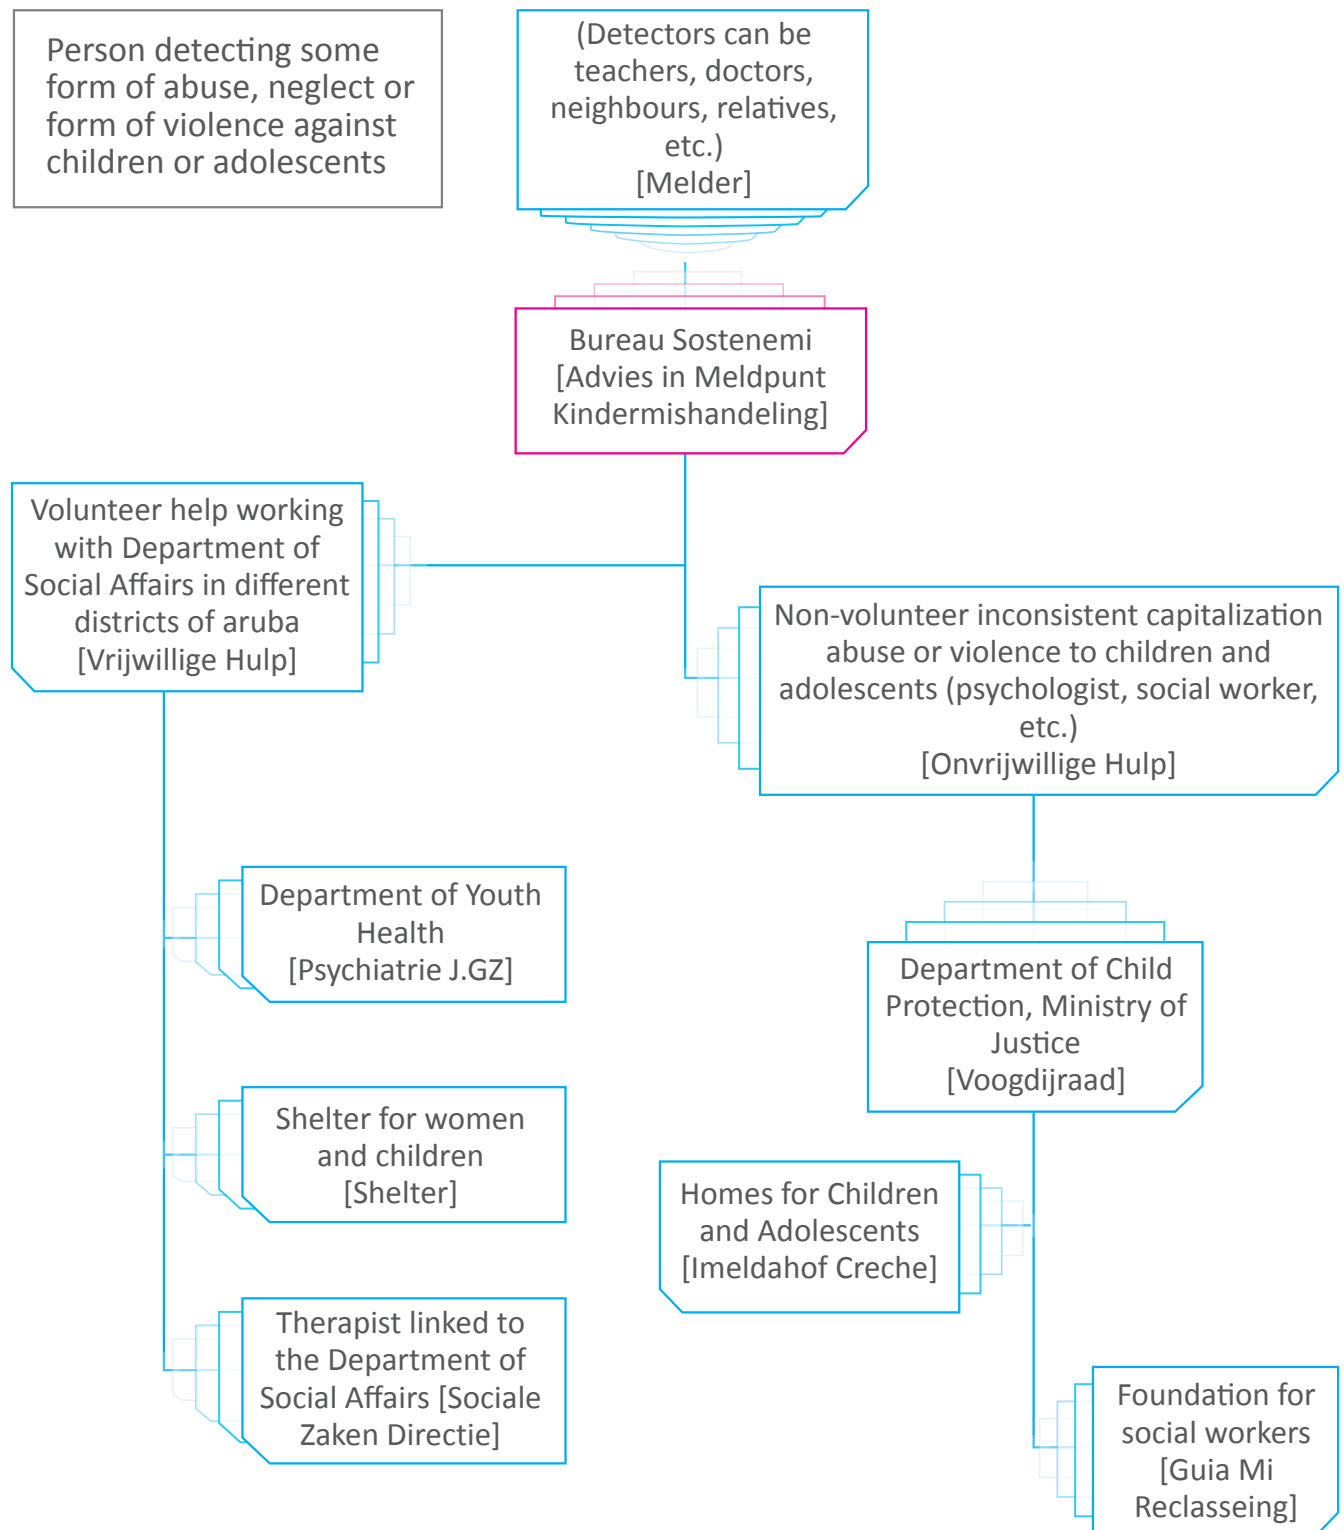 Person detecting some
form of abuse, neglect or
form of violence against
children or adolescents
(Detectors can be
teachers, doctors,
neighbours, relatives,
etc.)
[Melder]
Bureau Sostenemi
[Advies in Meldpunt
Kindermishandeling]
Volunteer help working
with Department of
Social Affairs in different
districts of aruba
[Vrijwillige Hulp]
Non-volunteer inconsistent capitalization
abuse or violence to children and
adolescents (psychologist, social worker,
etc.)
[Onvrijwillige Hulp]
Department of Youth
Health
[Psychiatrie J.GZ]
Shelter for women
and children
[Shelter]
Therapist linked to
the Department of
Social Affairs [Sociale
Zaken Directie]
Department of Child
Protection, Ministry of
Justice
[Voogdijraad]
Homes for Children
and Adolescents
[Imeldahof Creche]
Foundation for
social workers
[Guia Mi
Reclasseing]